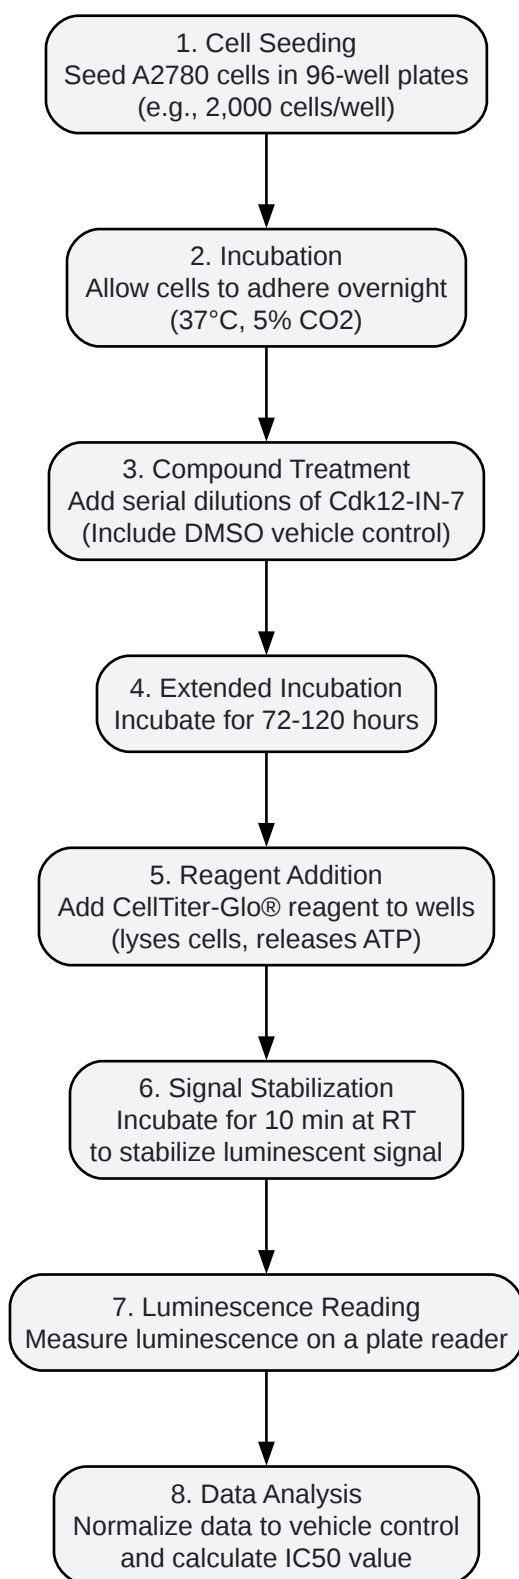 1. Cell Seeding
Seed A2780 cells in 96-well plates
(e.g., 2,000 cells/well)
2. Incubation
Allow cells to adhere overnight
(37°C, 5% CO2)
3. Compound Treatment
Add serial dilutions of Cdk12-IN-7
(Include DMSO vehicle control)
4. Extended Incubation
Incubate for 72-120 hours
5. Reagent Addition
Add CellTiter-Glo® reagent to wells
(lyses cells, releases ATP)
6. Signal Stabilization
Incubate for 10 min at RT
to stabilize luminescent signal
7. Luminescence Reading
Measure luminescence on a plate reader
8. Data Analysis
Normalize data to vehicle control
and calculate IC50 value